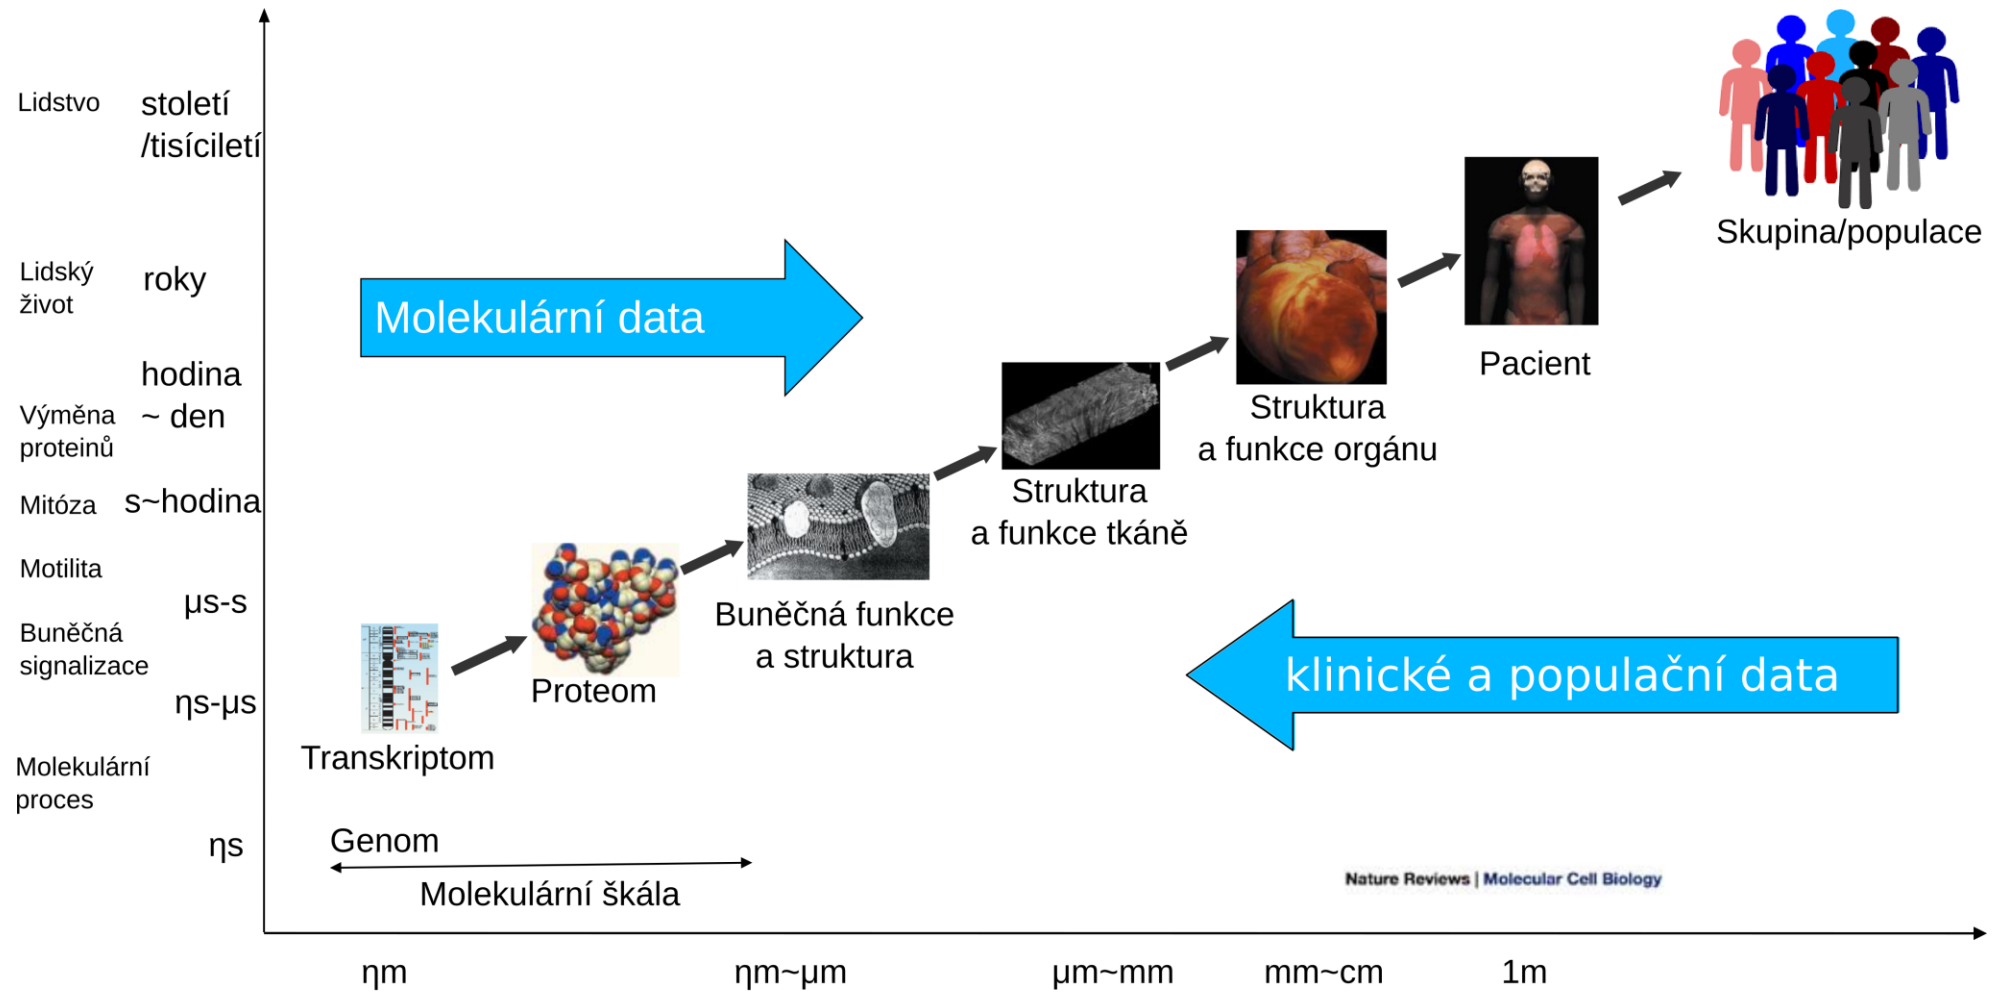 Lidstvo
století
/tisíciletí
Skupina/populace
Lidský
život
roky
Molekulární data
Pacient
hodina
~ den
Výměna
proteinů
Struktura
a funkce orgánu
Mitóza
s~hodina
Struktura
a funkce tkáně
Motilita
μs-s
Buněčná funkce
a struktura
Buněčná
signalizace
klinické a populační data
Proteom
ηs-μs
Transkriptom
Molekulární
proces
ηs
Genom
Molekulární škála
Nature Reviews | Molecular Cell Biology
ηm
ηm~μm
μm~mm
mm~cm
1m